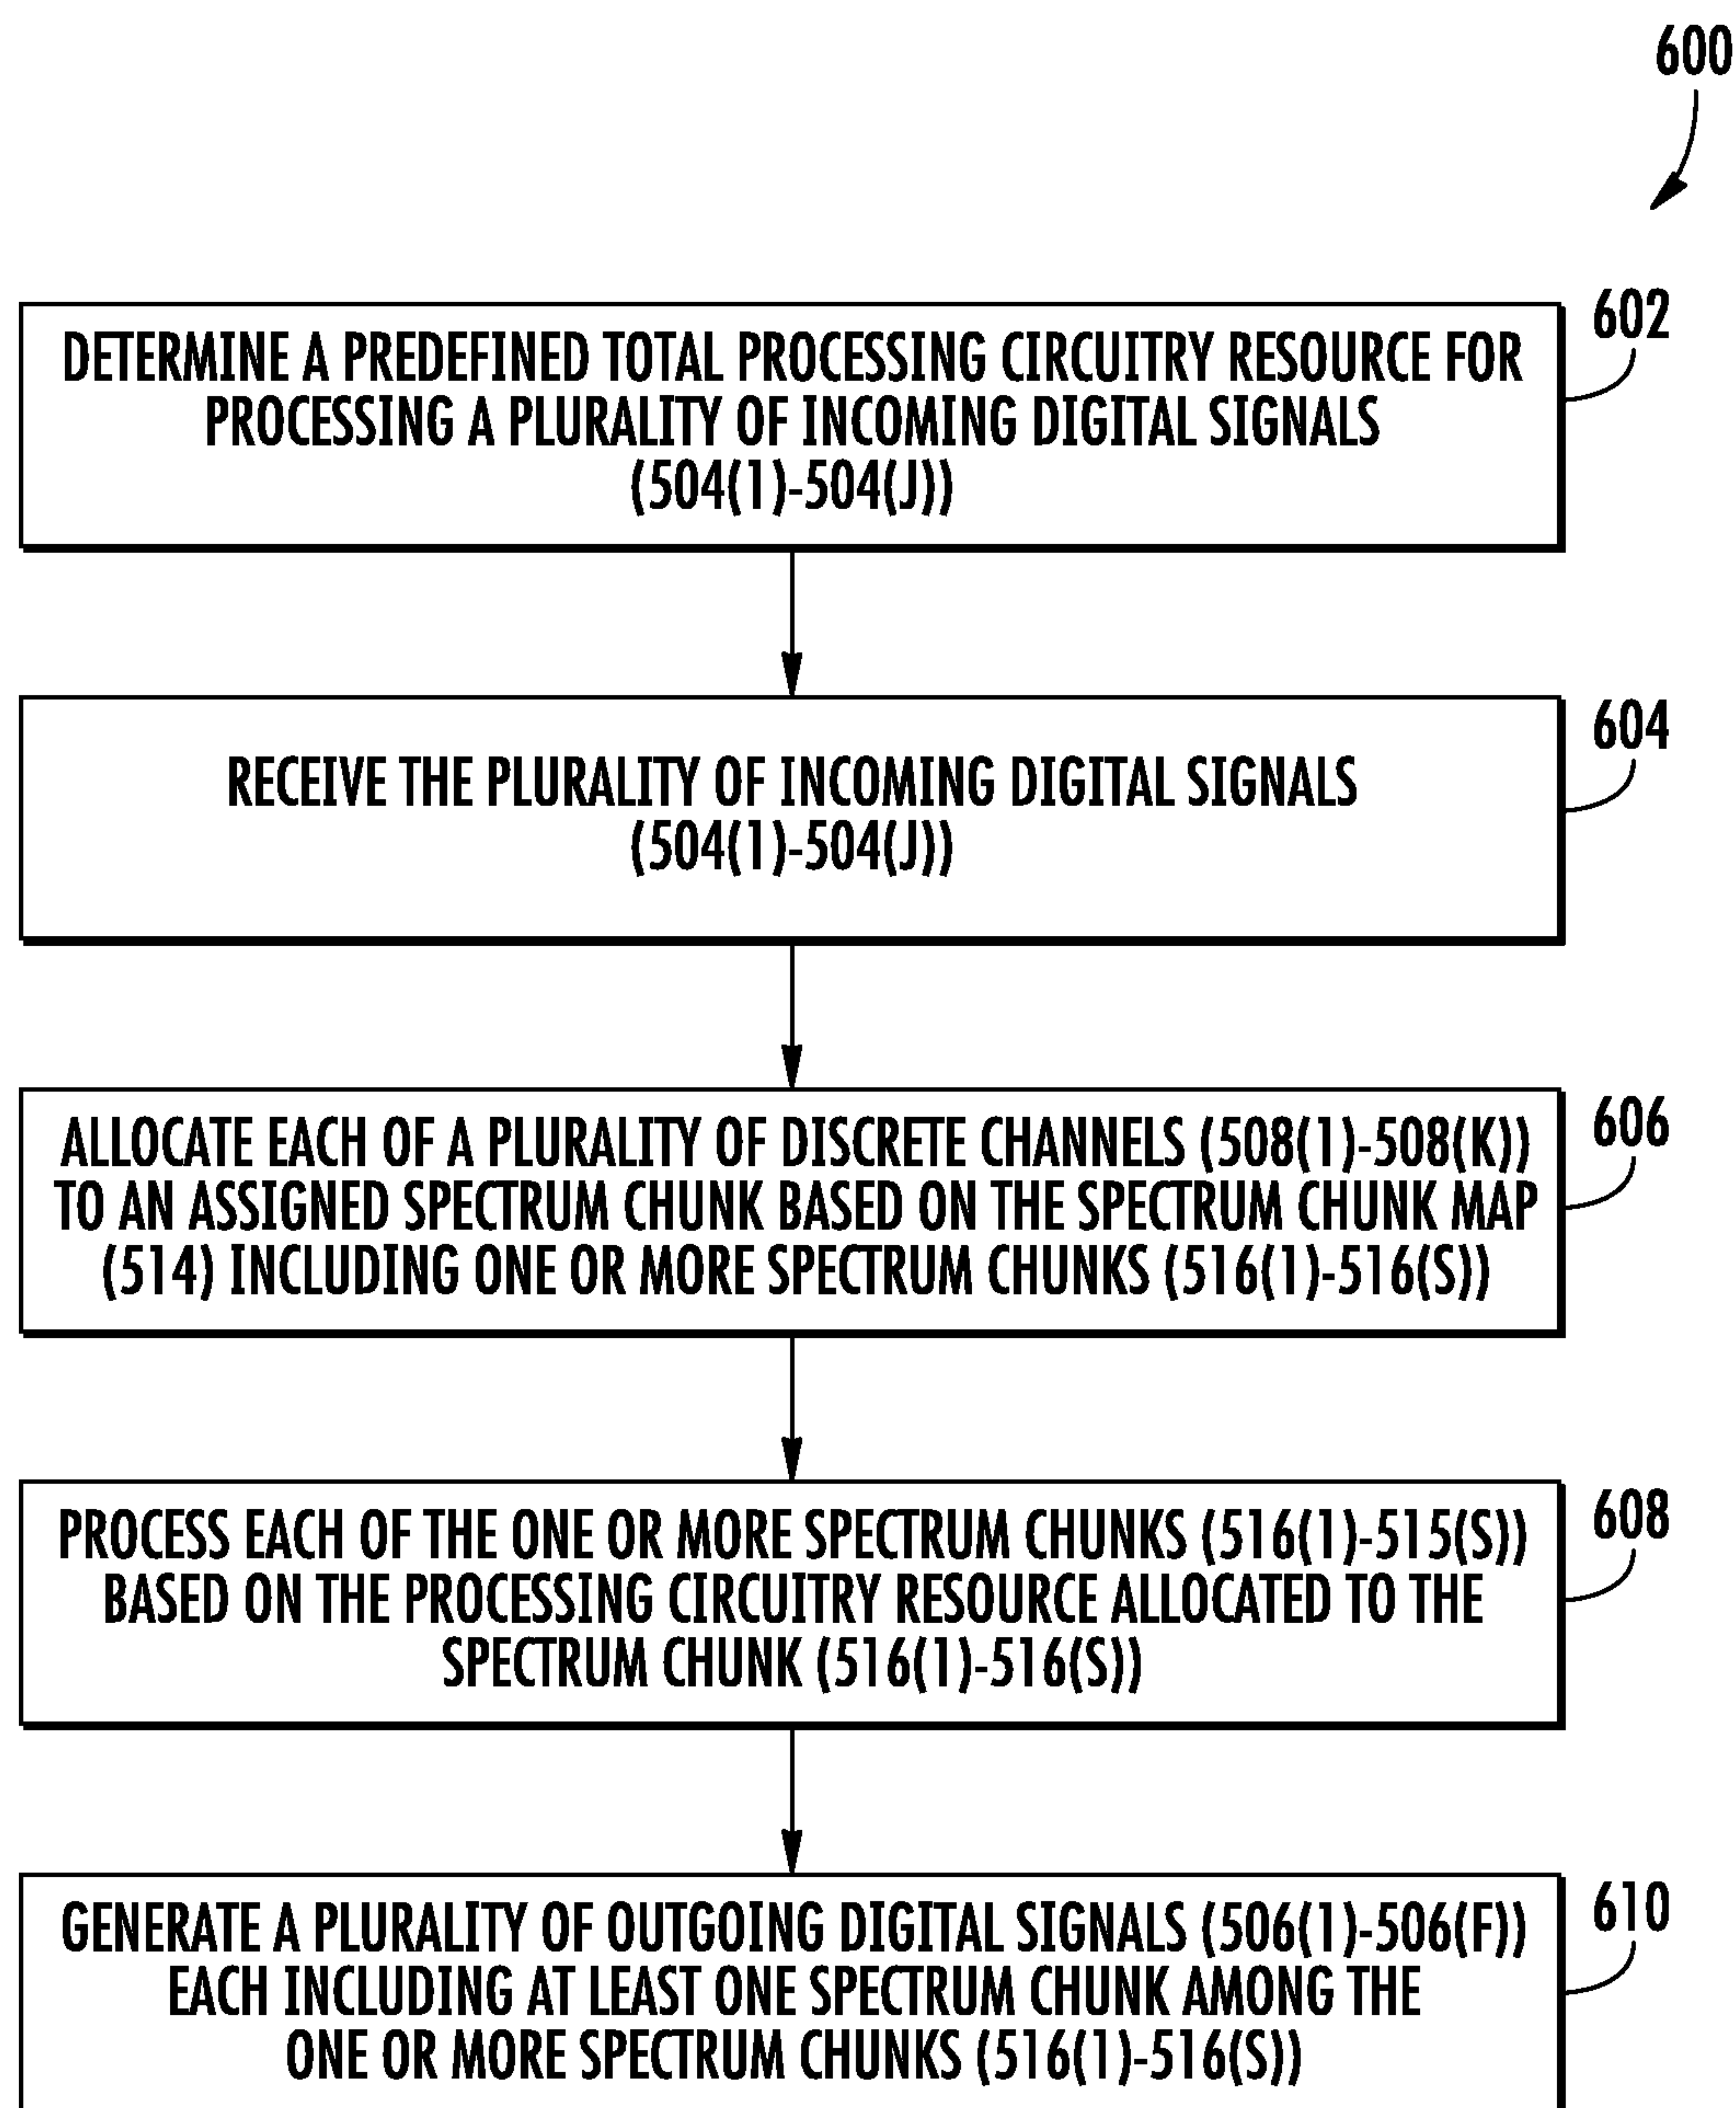 600
602
DETERMINE A PREDEFINED TOTAL PROCESSING CIRCUITRY RESOURCE FOR
PROCESSING A PLURALITY OF INCOMING DIGITAL SIGNALS
(504(1)-504(J))
604
RECEIVE THE PLURALITY OF INCOMING DIGITAL SIGNALS
(504(1)-504(J))
606
ALLOCATE EACH OF A PLURALITY OF DISCRETE CHANNELS (508(1)-508(K))
TO AN ASSIGNED SPECTRUM CHUNK BASED ON THE SPECTRUM CHUNK MAP
(514) INCLUDING ONE OR MORE SPECTRUM CHUNKS (516(1)-516(S))
608
PROCESS EACH OF THE ONE OR MORE SPECTRUM CHUNKS (516(1)-515(S))
BASED ON THE PROCESSING CIRCUITRY RESOURCE ALLOCATED TO THE
SPECTRUM CHUNK (516(1)-516(S))
610
GENERATE A PLURALITY OF OUTGOING DIGITAL SIGNALS (506(1)-506(F))
EACH INCLUDING AT LEAST ONE SPECTRUM CHUNK AMONG THE
ONE OR MORE SPECTRUM CHUNKS (516(1)-516(S))